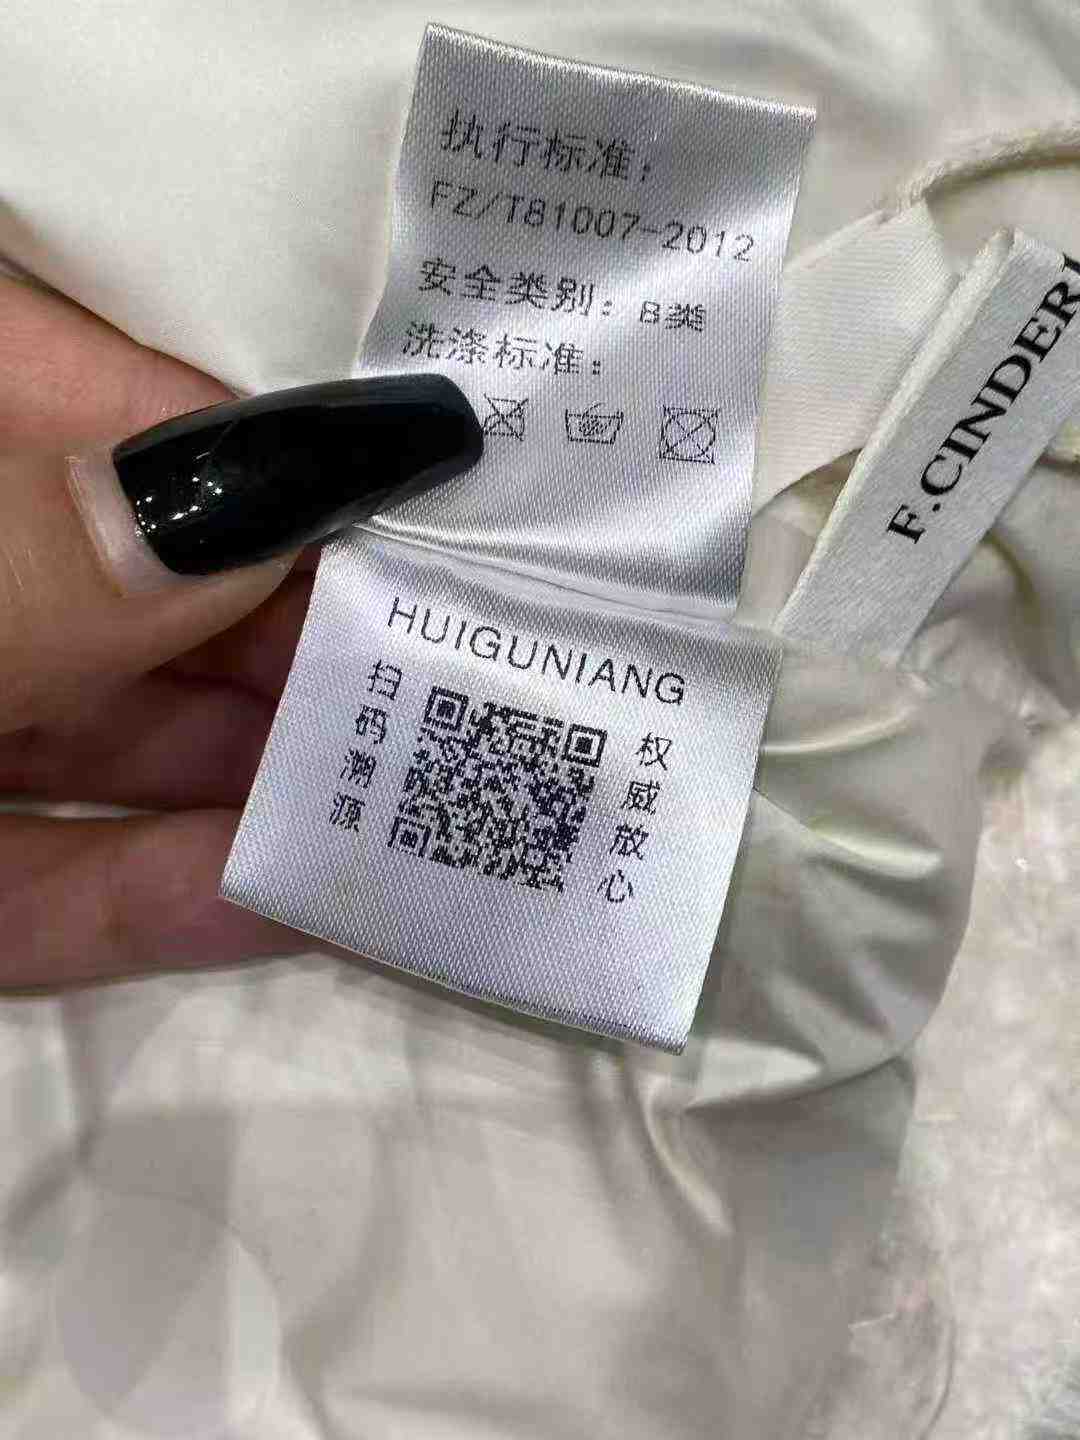 执行标准：
FZ/T81007-2012
安全类别：B类
洗涤标准：
F.CINDER
HUIGUNIANG
扫码溯源
权威放心